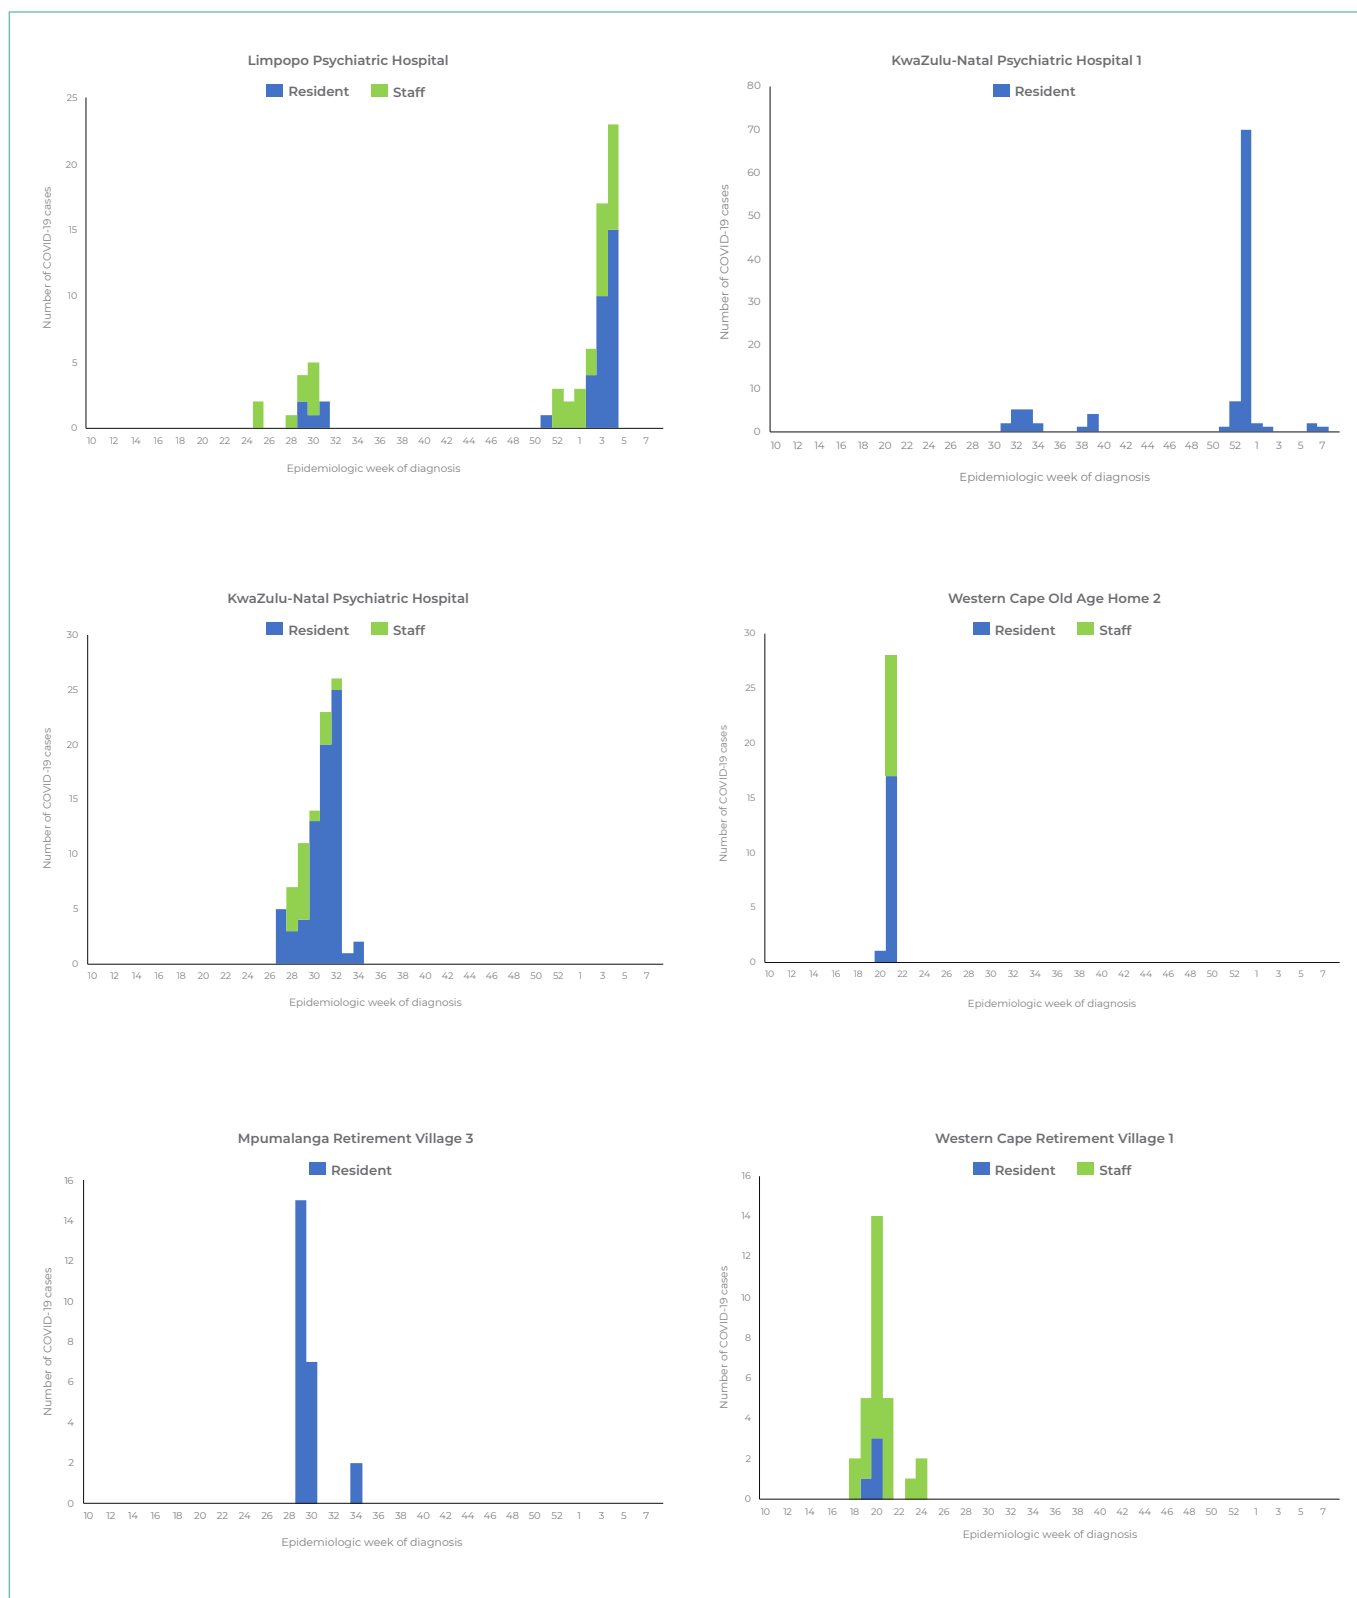 Limpopo Psychiatric Hospital
Resident Staff
25
20
15
10
5
0
Number of COVID-19 cases
10 12 14 16 18 20 22 24 26 28 30 32 34 36 38 40 42 44 46 48 50 52 1 3 5 7
Epidemiologic week of diagnosis
KwaZulu-Natal Psychiatric Hospital 1
Resident
80
70
60
50
40
30
20
10
0
Number of COVID-19 cases
10 12 14 16 18 20 22 24 26 28 30 32 34 36 38 40 42 44 46 48 50 52 1 3 5 7
Epidemiologic week of diagnosis
KwaZulu-Natal Psychiatric Hospital
Resident Staff
30
25
20
15
10
5
0
Number of COVID-19 cases
10 12 14 16 18 20 22 24 26 28 30 32 34 36 38 40 42 44 46 48 50 52 1 3 5 7
Epidemiologic week of diagnosis
Western Cape Old Age Home 2
Resident Staff
30
25
20
15
10
5
0
Number of COVID-19 cases
10 12 14 16 18 20 22 24 26 28 30 32 34 36 38 40 42 44 46 48 50 52 1 3 5 7
Epidemiologic week of diagnosis
Mpumalanga Retirement Village 3
Resident
16
14
12
10
8
6
4
2
0
Number of COVID-19 cases
10 12 14 16 18 20 22 24 26 28 30 32 34 36 38 40 42 44 46 48 50 52 1 3 5 7
Epidemiologic week of diagnosis
Western Cape Retirement Village 1
Resident Staff
16
14
12
10
8
6
4
2
0
Number of COVID-19 cases
10 12 14 16 18 20 22 24 26 28 30 32 34 36 38 40 42 44 46 48 50 52 1 3 5 7
Epidemiologic week of diagnosis